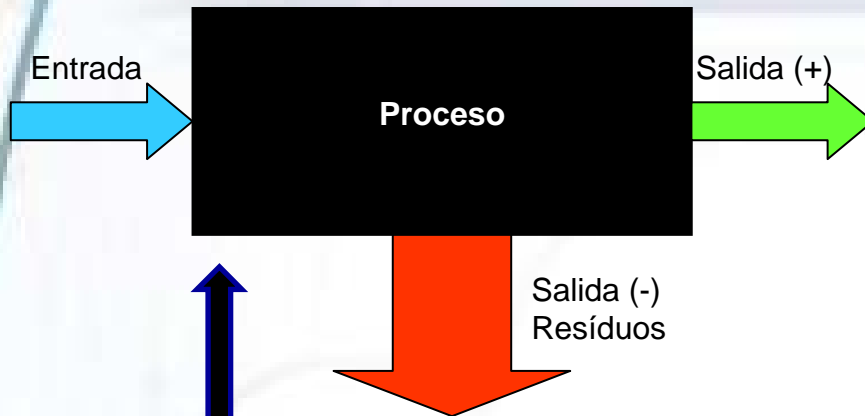 Entrada
Proceso
Salida (+)
Salida (-)
Resíduos